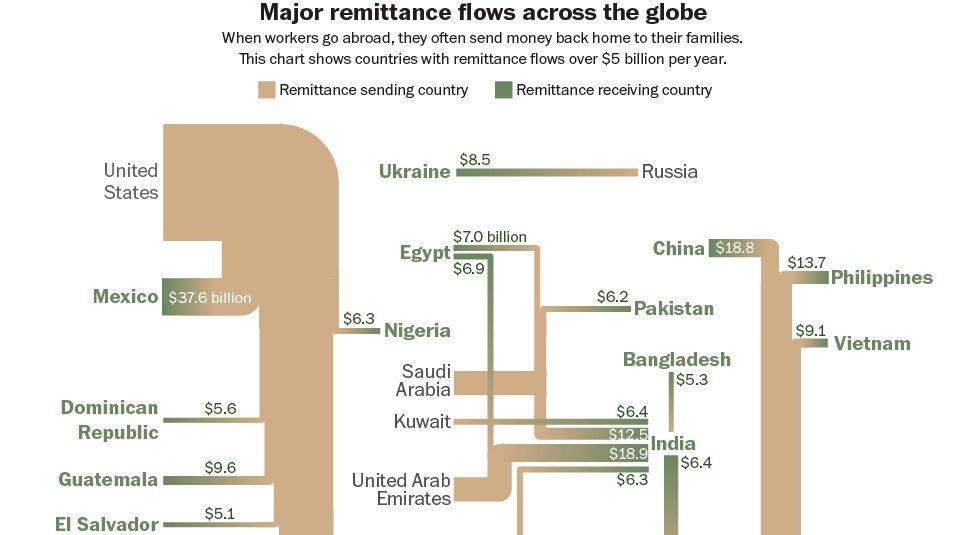 Major remittance flows across the globe
When workers go abroad, they often send money back home to their families.
This chart shows countries with remittance flows over $5 billion per year.
Remittance sending country
Remittance receiving country
United
States
Mexico
$37.6 billion
$6.3
Nigeria
Dominican
Republic
$5.6
Guatemala
$9.6
El Salvador
$5.1
Ukraine
$8.5
Russia
Egypt
$7.0 billion
$6.9
$6.2
Pakistan
Saudi
Arabia
Kuwait
United Arab
Emirates
Bangladesh
$5.3
$6.4
$12.5
$18.9
$6.3
India
$6.4
China
$18.8
$13.7
Philippines
$9.1
Vietnam